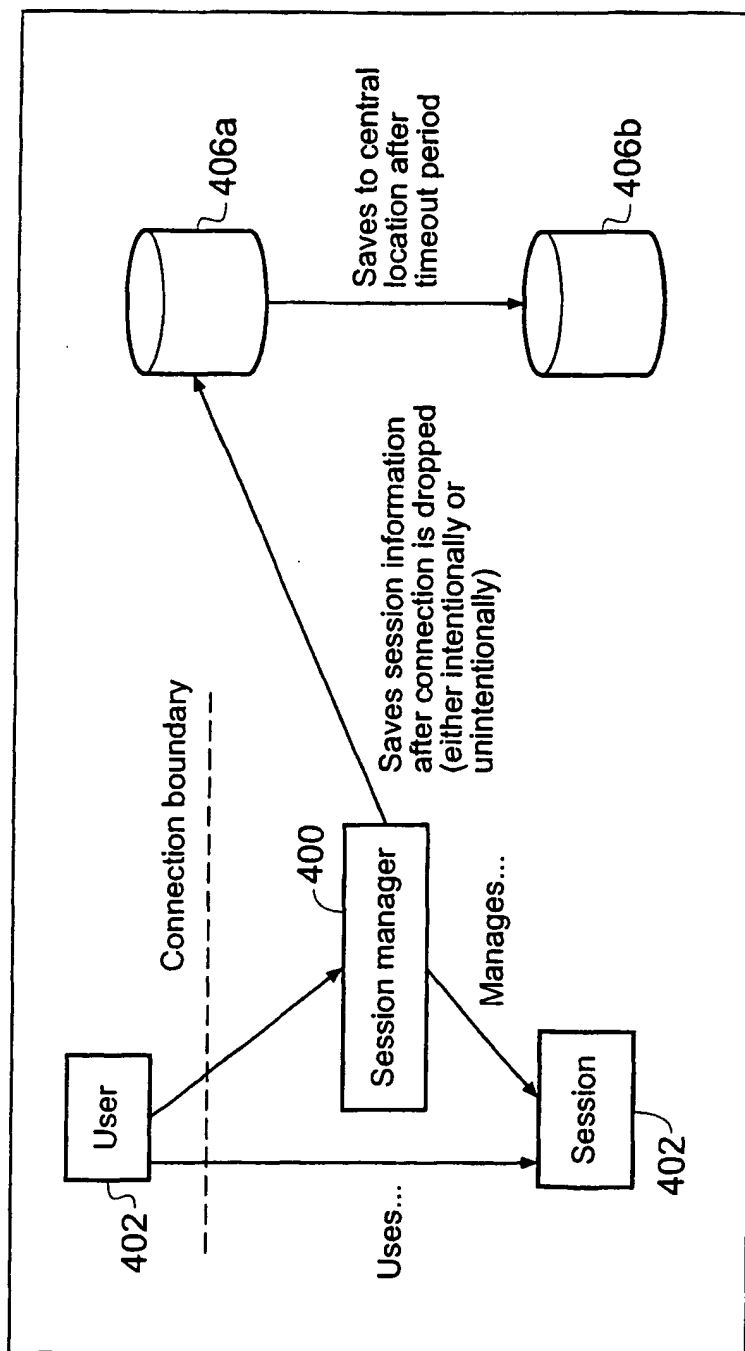 User
402
Connection boundary
Uses...
Session manager
400
Manages...
Session
402
Saves session information
after connection is dropped
(either intentionally or
unintentionally)
406a
Saves to central
location after
timeout period
406b